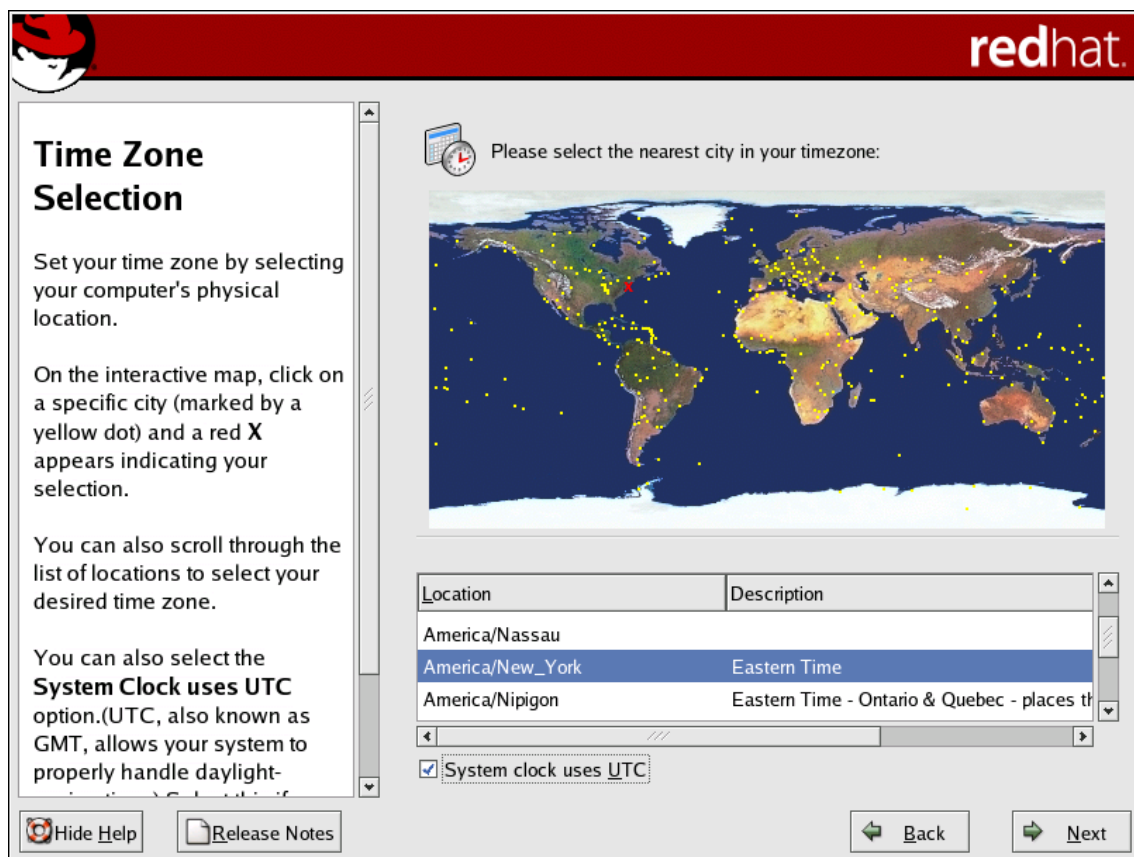 redhat.
Time Zone
Selection
Set your time zone by selecting
your computer's physical
location.
On the interactive map, click on
a specific city (marked by a
yellow dot) and a red X
appears indicating your
selection.
You can also scroll through the
list of locations to select your
desired time zone.
You can also select the
System Clock uses UTC
option.(UTC, also known as
GMT, allows your system to
properly handle daylight-
Please select the nearest city in your timezone:
X
Location Description
America/Nassau
America/New_York Eastern Time
America/Nipigon Eastern Time - Ontario & Quebec - places th
System clock uses UTC
Hide Help Release Notes Back Next